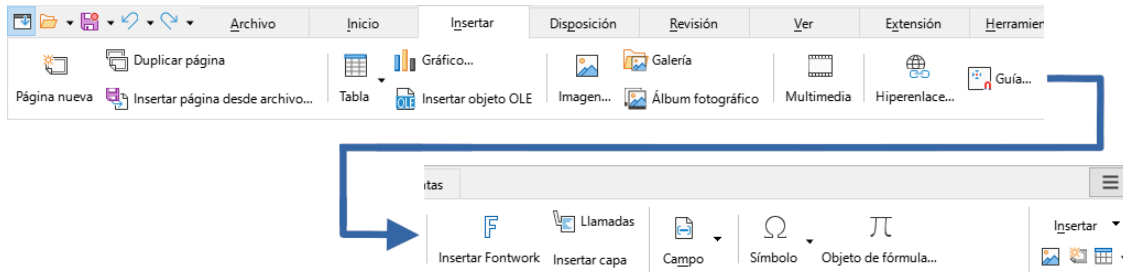 Archivo Inicio Insertar Disposición Revisión Ver Extensión Herramien
Duplicar página Gráfico... Galería
Página nueva Insertar página desde archivo... Tabla OLE Insertar objeto OLE Imagen... Álbum fotográfico Multimedia Hiperenlace... Guía...
ntas
Llamadas Insertar
Insertar Fontwork Insertar capa Campo Símbolo Objeto de fórmula...